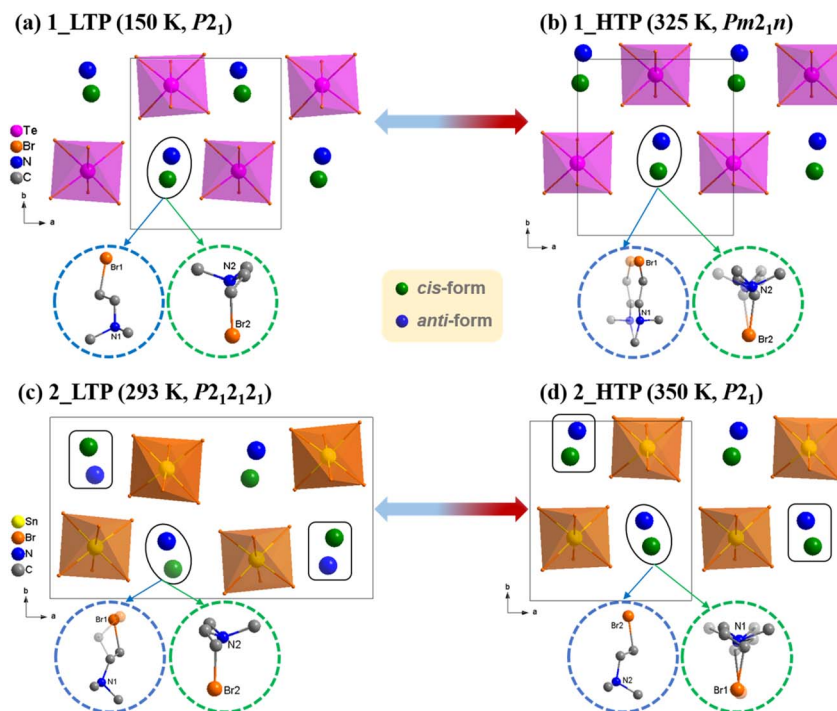 (a) 1_LTP (150 K, P2₁)
(b) 1_HTP (325 K, Pm2₁n)
Te
Br
N
C
b
a
b
a
Br1
N1
N2
Br2
cis-form
anti-form
Br1
N1
N2
Br2
(c) 2_LTP (293 K, P2₁2₁2₁)
(d) 2_HTP (350 K, P2₁)
Sn
Br
N
C
b
a
b
a
Br1
N1
N2
Br2
Br2
N2
N1
Br1